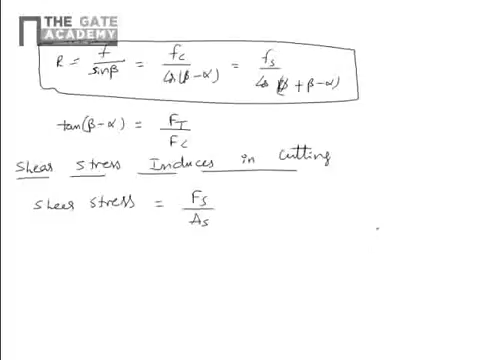 THE GATE
ACADEMY
R = f/sinβ = fc/cos(β-α) = fs/cos(ϕ+β-α)
tan(β-α) = FT/FC
Shear stress Induces in cutting
Shear stress = Fs/As